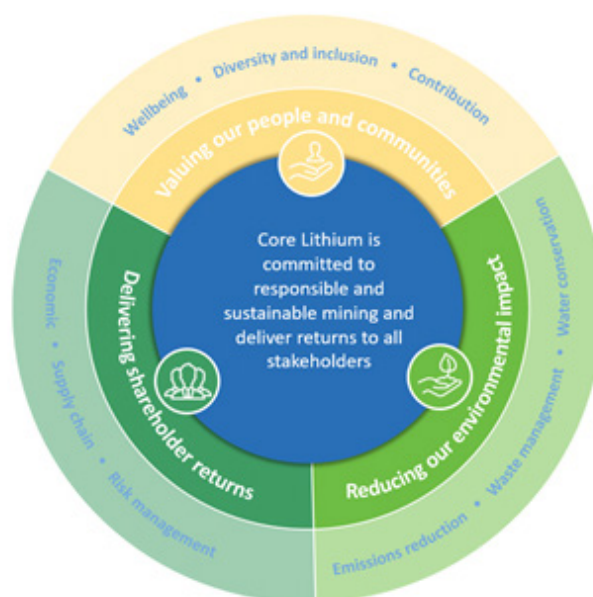 Wellbeing • Diversity and inclusion • Contribution
Valuing our people and communities
Core Lithium is
committed to
responsible and
sustainable mining and
deliver returns to all
stakeholders
Delivering shareholder returns
Economic • Supply chain • Risk management
Reducing our environmental impact
Emissions reduction • Waste management • Water conservation